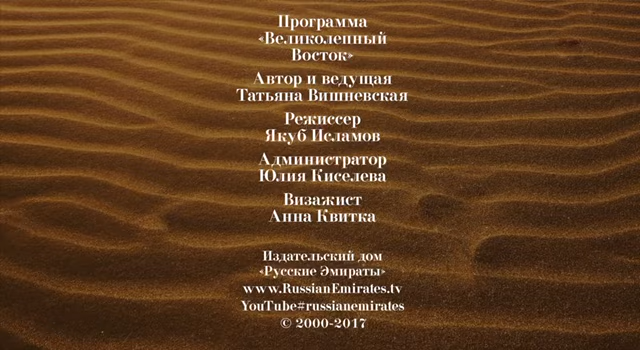 Программа
«Великолепный
Восток»
Автор и ведущая
Татьяна Вишневская
Режиссер
Якуб Исламов
Администратор
Юлия Киселева
Визажист
Анна Квитка
Издательский дом
«Русские Эмираты»
www.RussianEmirates.tv
YouTube#russianemirates
© 2000-2017